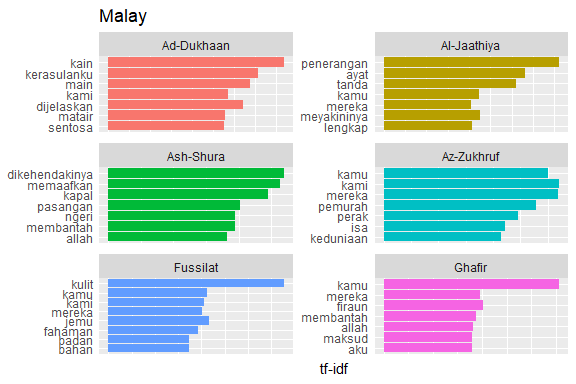 Malay
Ad-Dukhaan
kain
kerasulanku
main
kami
dijelaskan
matair
sentosa
Al-Jaathiya
penerangan
ayat
tanda
kamu
mereka
meyakininya
lengkap
Ash-Shura
dikehendakinya
memaafkan
kapal
pasangan
ngeri
membantah
allah
Az-Zukhruf
kamu
kami
mereka
pemurah
perak
isa
keduniaan
Fussilat
kulit
kamu
kami
mereka
jemu
fahaman
badan
bahan
Ghafir
kamu
mereka
firaun
membantah
allah
maksud
aku
tf-idf